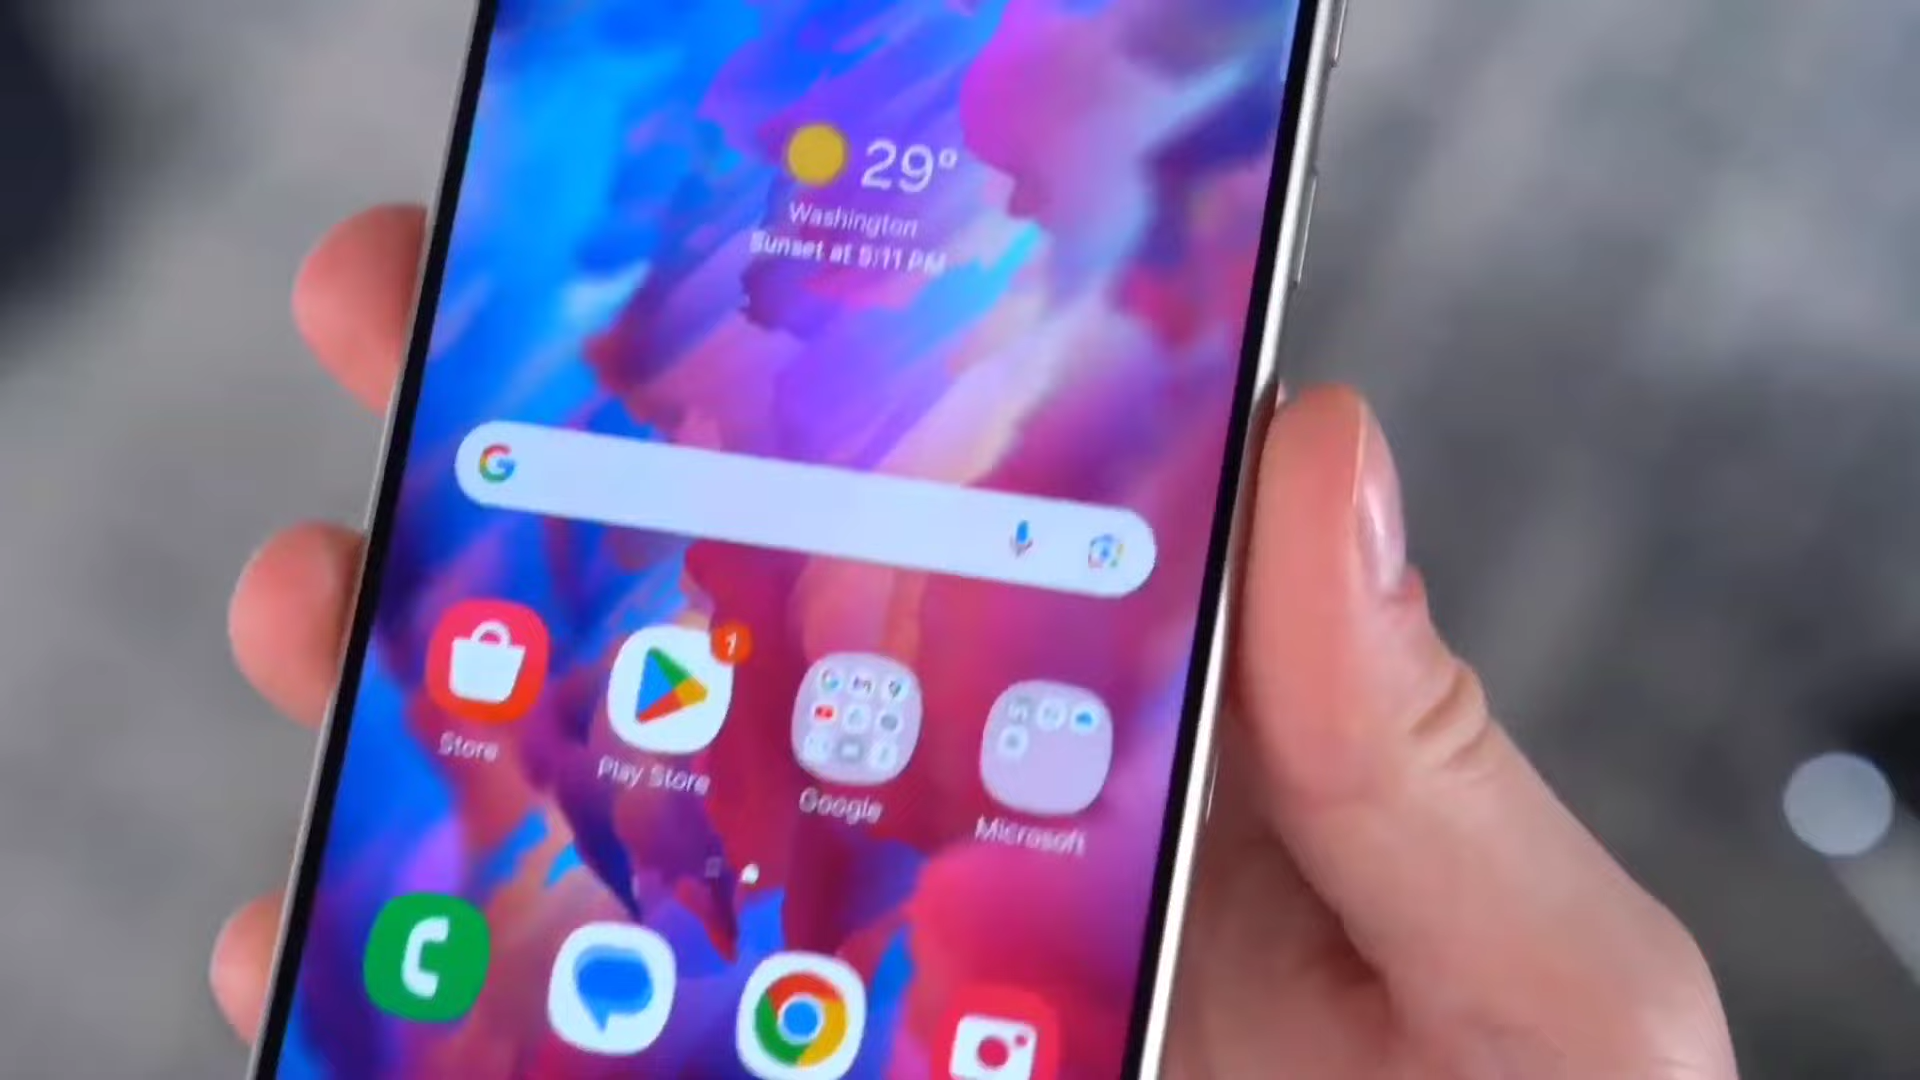 29°
Washington
Sunset at 5:11 PM
1
Store
Play Store
Google
Microsoft